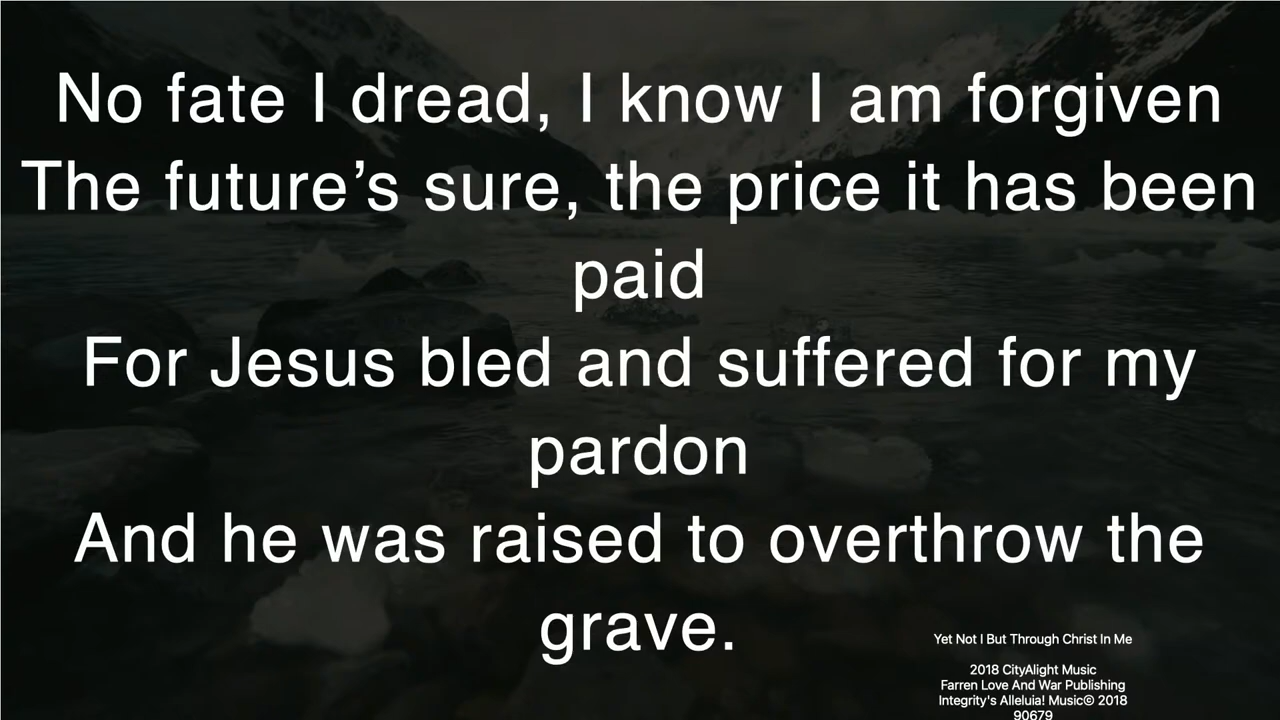 No fate I dread, I know I am forgiven
The future’s sure, the price it has been
paid
For Jesus bled and suffered for my
pardon
And he was raised to overthrow the
grave.
Yet Not I But Through Christ In Me
2018 CityAlight Music
Farren Love And War Publishing
Integrity's Alleluia! Music© 2018
90679